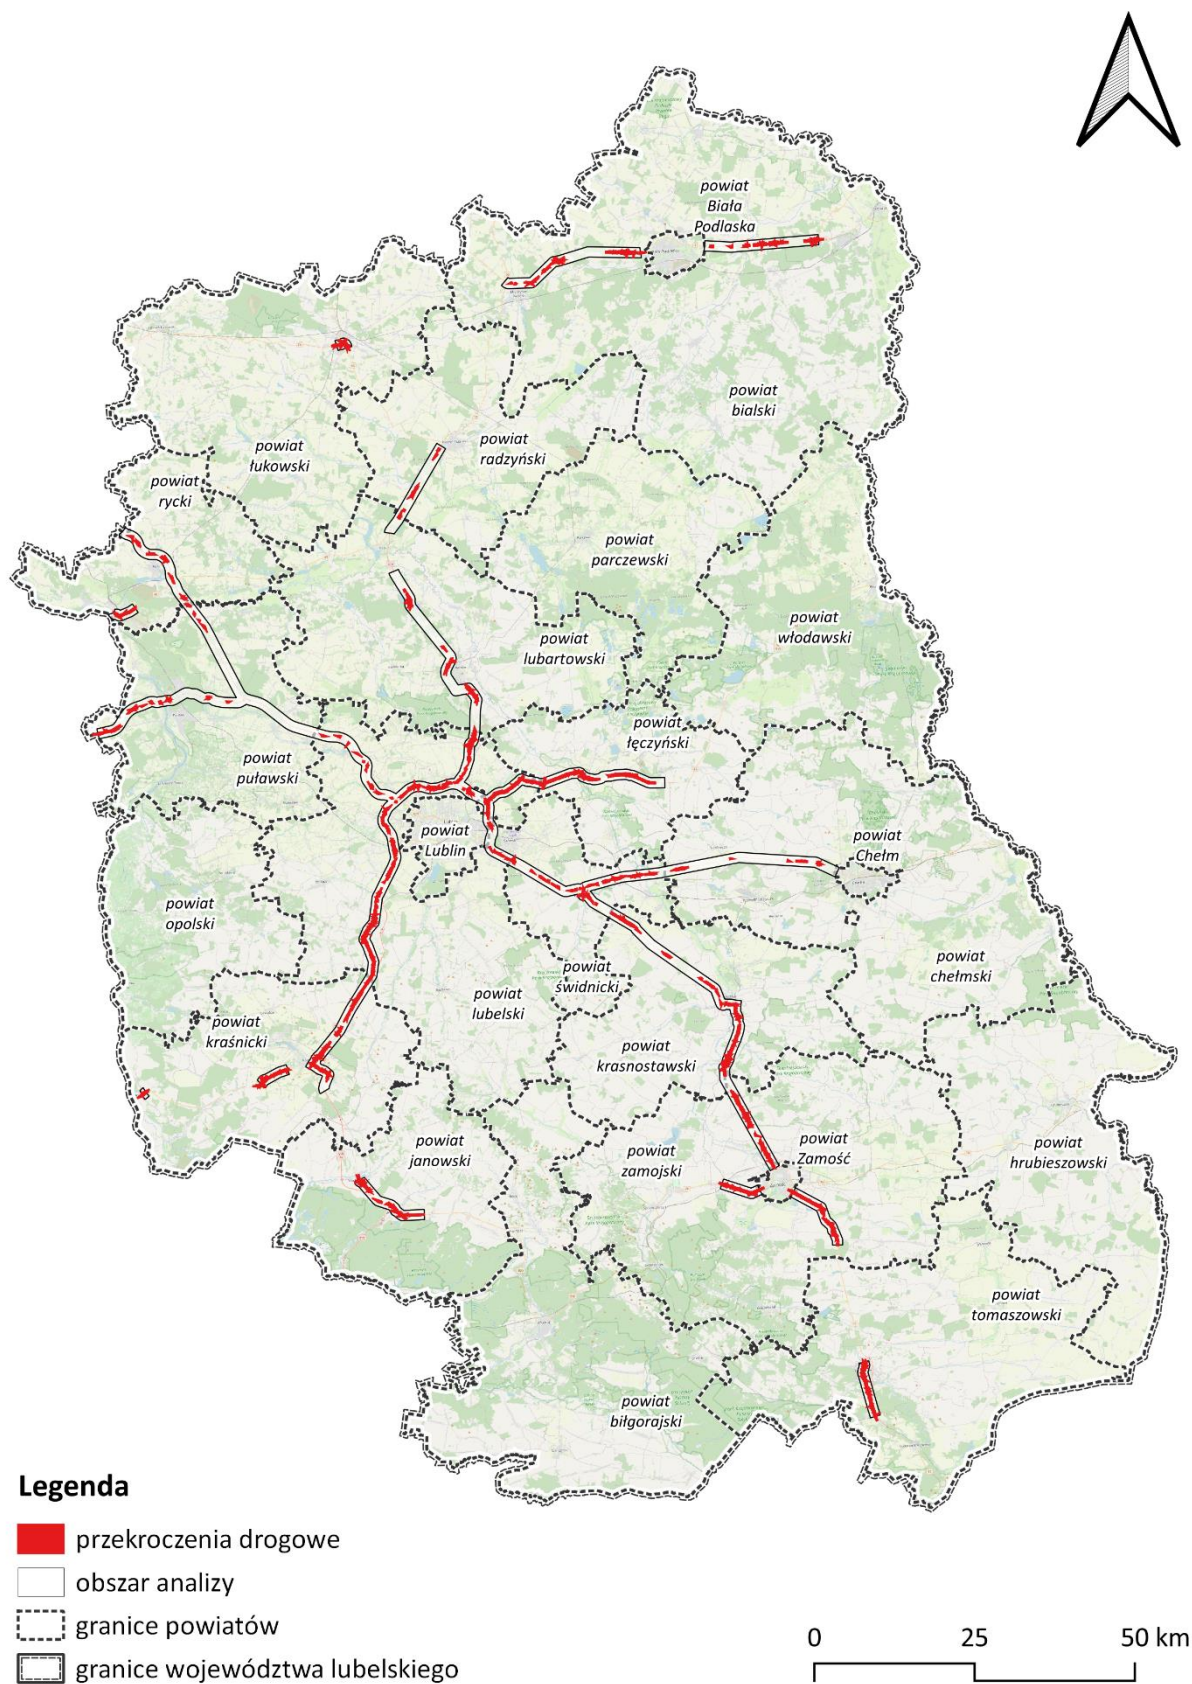 powiat
Biała
Podlaska
powiat
bialski
powiat
radzyński
powiat
łukowski
powiat
rycki
powiat
parczewski
powiat
włodawski
powiat
lubartowski
powiat
łęczyński
powiat
puławski
powiat
Lublin
powiat
Chełm
powiat
opolski
powiat
chełmski
powiat
świdnicki
powiat
lubelski
powiat
kraśnicki
powiat
krasnostawski
powiat
janowski
powiat
zamojski
powiat
Zamość
powiat
hrubieszowski
powiat
tomaszowski
powiat
biłgorajski
Legenda
przekroczenia drogowe
obszar analizy
granice powiatów
granice województwa lubelskiego
0 25 50 km